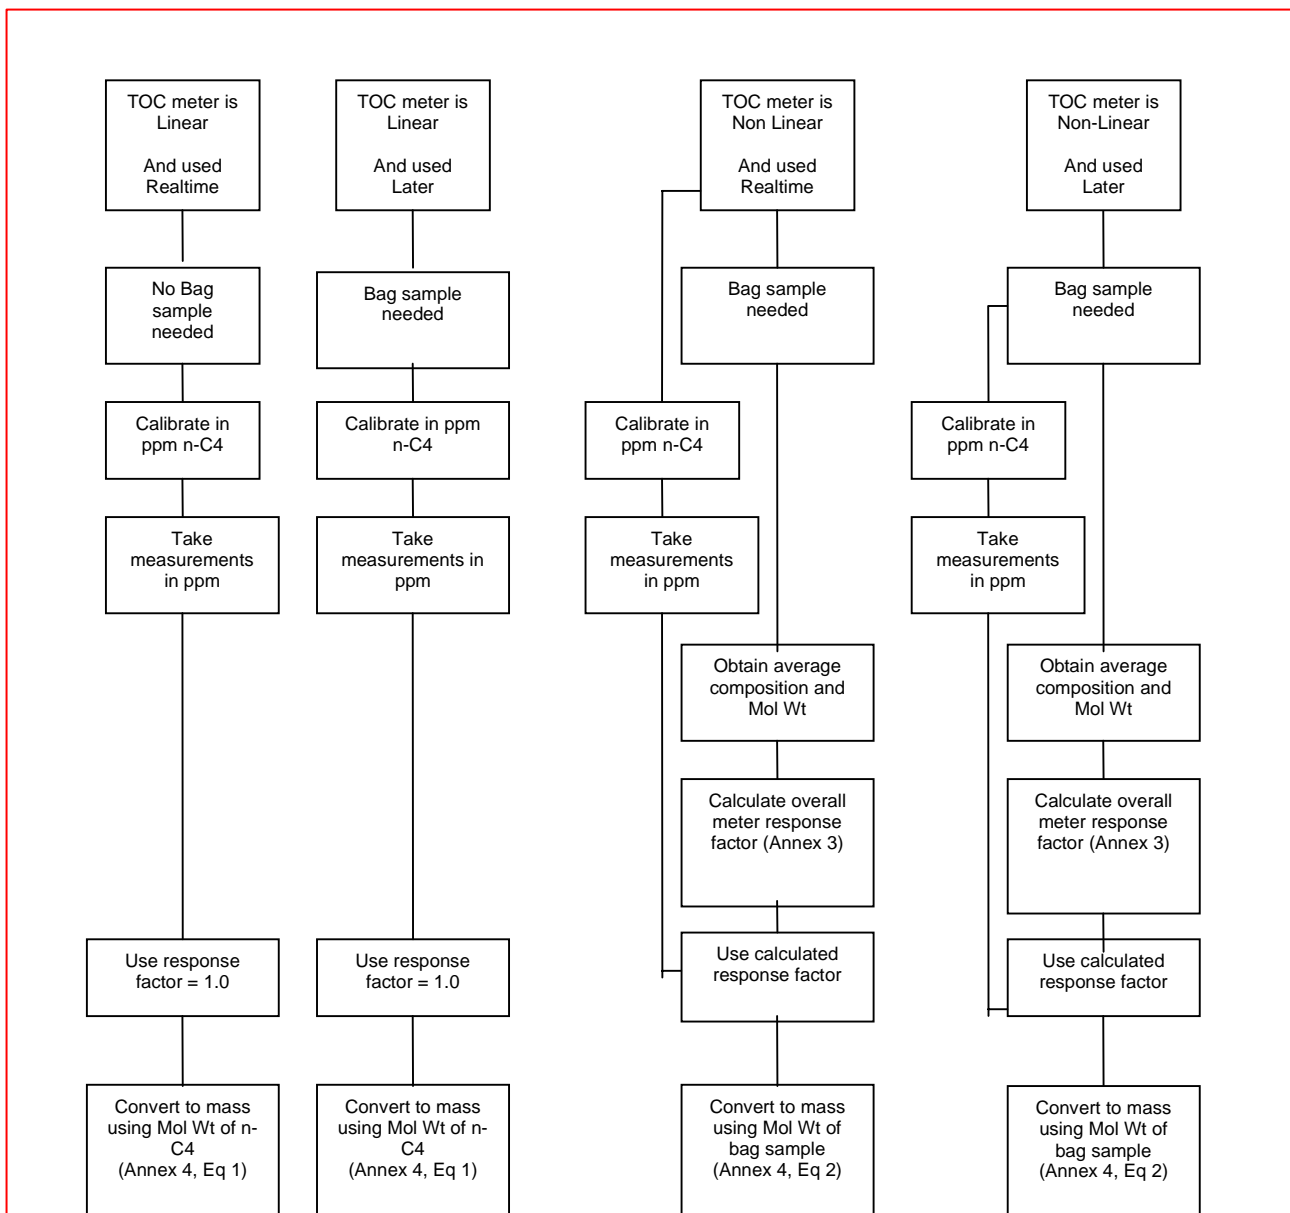 TOC meter is
Linear
And used
Realtime
No Bag
sample
needed
Calibrate in
ppm n-C4
Take
measurements
in ppm
Use response
factor = 1.0
Convert to mass
using Mol Wt of n-
C4
(Annex 4, Eq 1)
TOC meter is
Linear
And used
Later
Bag sample
needed
Calibrate in ppm
n-C4
Take
measurements in
ppm
Use response
factor = 1.0
Convert to mass
using Mol Wt of n-
C4
(Annex 4, Eq 1)
TOC meter is
Non Linear
And used
Realtime
Bag sample
needed
Calibrate in
ppm n-C4
Take
measurements
in ppm
Obtain average
composition and
Mol Wt
Calculate overall
meter response
factor (Annex 3)
Use calculated
response factor
Convert to mass
using Mol Wt of
bag sample
(Annex 4, Eq 2)
TOC meter is
Non-Linear
And used
Later
Bag sample
needed
Calibrate in
ppm n-C4
Take
measurements
in ppm
Obtain average
composition and
Mol Wt
Calculate overall
meter response
factor (Annex 3)
Use calculated
response factor
Convert to mass
using Mol Wt of
bag sample
(Annex 4, Eq 2)